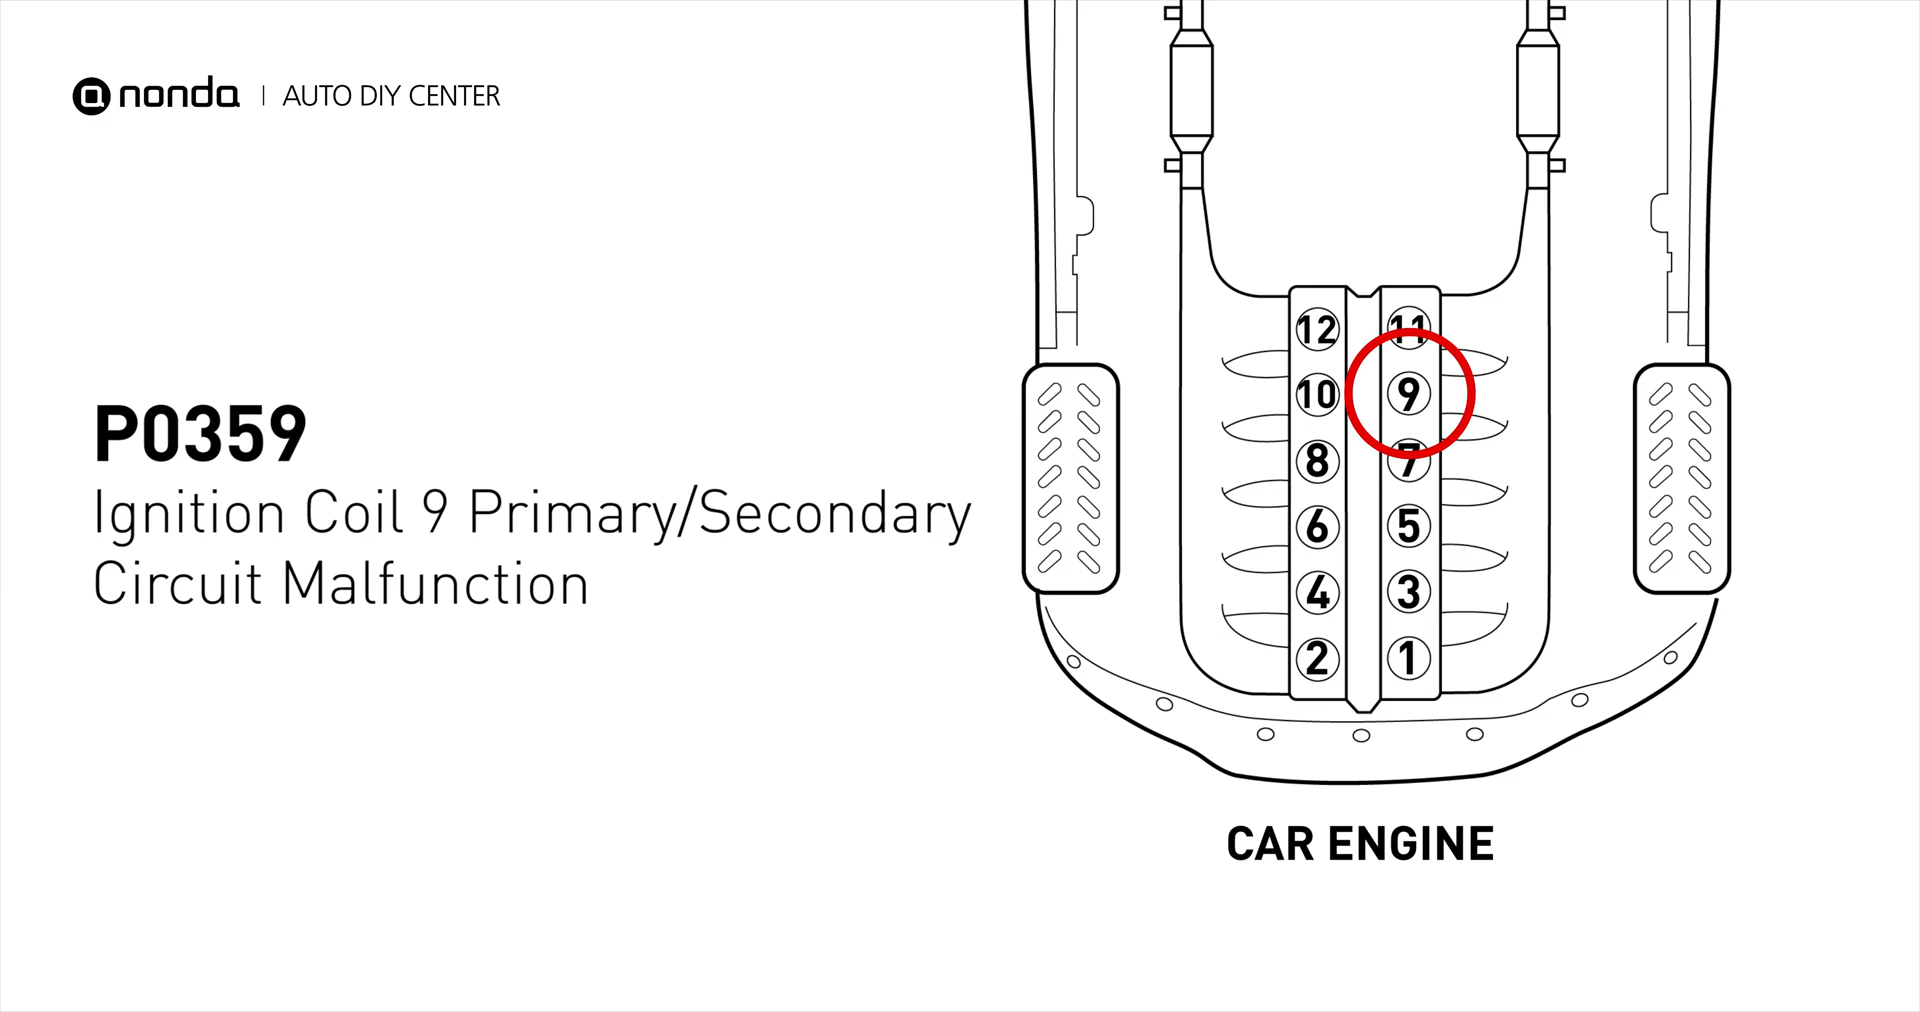 nonda | AUTO DIY CENTER
P0359
Ignition Coil 9 Primary/Secondary
Circuit Malfunction
12 11
10 9
8 7
6 5
4 3
2 1
CAR ENGINE